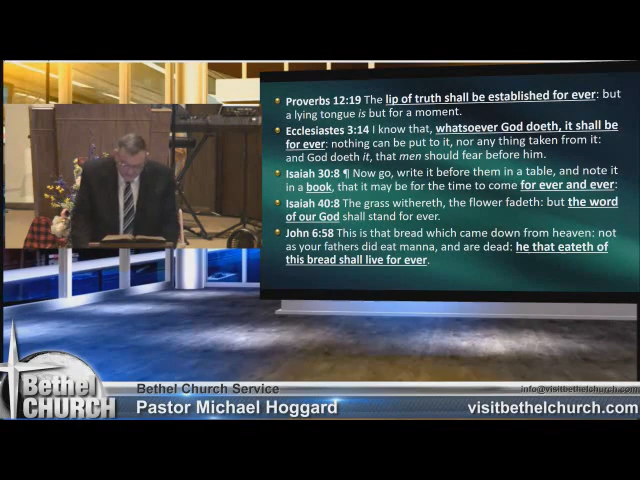 Proverbs 12:19 The lip of truth shall be established for ever: but
a lying tongue is but for a moment.
Ecclesiastes 3:14 I know that, whatsoever God doeth, it shall be
for ever: nothing can be put to it, nor any thing taken from it:
and God doeth it, that men should fear before him.
Isaiah 30:8 ¶ Now go, write it before them in a table, and note it
in a book, that it may be for the time to come for ever and ever:
Isaiah 40:8 The grass withereth, the flower fadeth: but the word
of our God shall stand for ever.
John 6:58 This is that bread which came down from heaven: not
as your fathers did eat manna, and are dead: he that eateth of
this bread shall live for ever.
Bethel
CHURCH
Bethel Church Service
info@visitbethelchurch.com
Pastor Michael Hoggard
visitbethelchurch.com